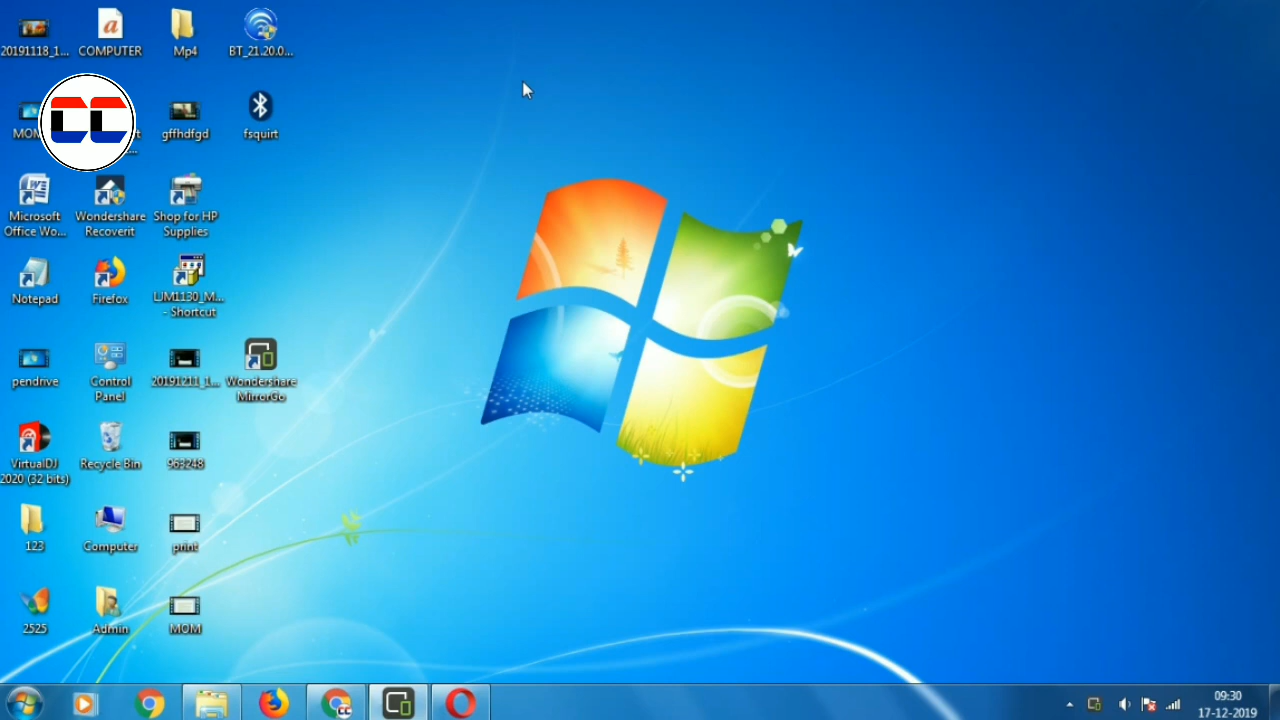 20191118_1...
COMPUTER
Mp4
BT_21.20.0...
CC
gffhdfgd
fsquirt
Microsoft
Office Wo...
Wondershare
Recoverit
Shop for HP
Supplies
Notepad
Firefox
LJM1130_M...
- Shortcut
pendrive
Control
Panel
20191211_1...
Wondershare
MirrorGo
VirtualDJ
2020 (32 bits)
Recycle Bin
963248
123
Computer
print
2525
Admin
MOM
CC
09:30
17-12-2019